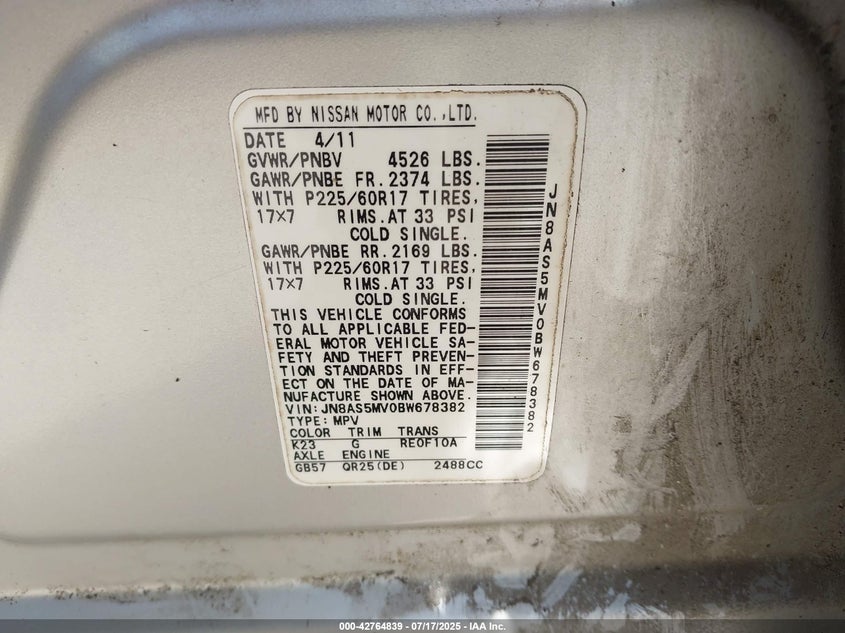 MFD BY NISSAN MOTOR CO.,LTD.
DATE 4/11
GVWR/PNBV 4526 LBS.
GAWR/PNBE FR.2374 LBS.
WITH P225/60R17 TIRES,
17×7 RIMS.AT 33 PSI
COLD SINGLE.
GAWR/PNBE RR.2169 LBS.
WITH P225/60R17 TIRES,
17×7 RIMS.AT 33 PSI
COLD SINGLE.
THIS VEHICLE CONFORMS
TO ALL APPLICABLE FED-
ERAL MOTOR VEHICLE SA-
FETY AND THEFT PREVEN-
TION STANDARDS IN EFF-
ECT ON THE DATE OF MA-
NUFACTURE SHOWN ABOVE.
VIN:JN8AS5MV0BW678382
TYPE:MPV
COLOR TRIM TRANS
K23 G RE0F10A
AXLE ENGINE
GB57 QR25(DE) 2488CC
JN8AS5MV0BW678382
000-42764839 - 07/17/2025 - IAA Inc.